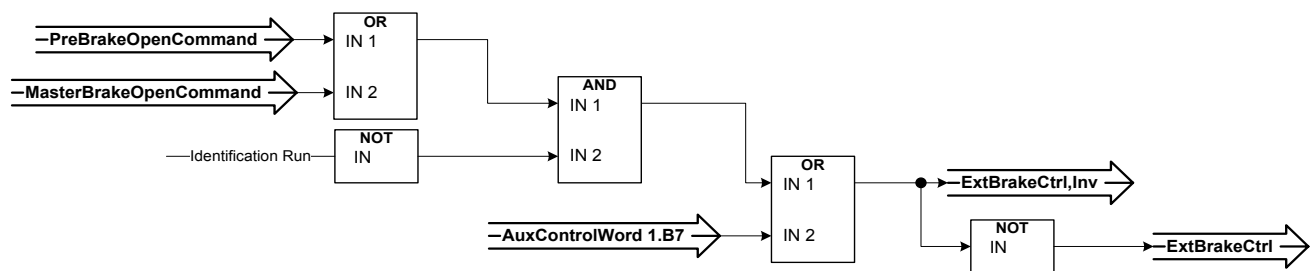 PreBrakeOpenCommand
MasterBrakeOpenCommand
OR
IN 1
IN 2
Identification Run
NOT
IN
AND
IN 1
IN 2
AuxControlWord 1.B7
OR
IN 1
IN 2
ExtBrakeCtrl,Inv
NOT
IN
ExtBrakeCtrl